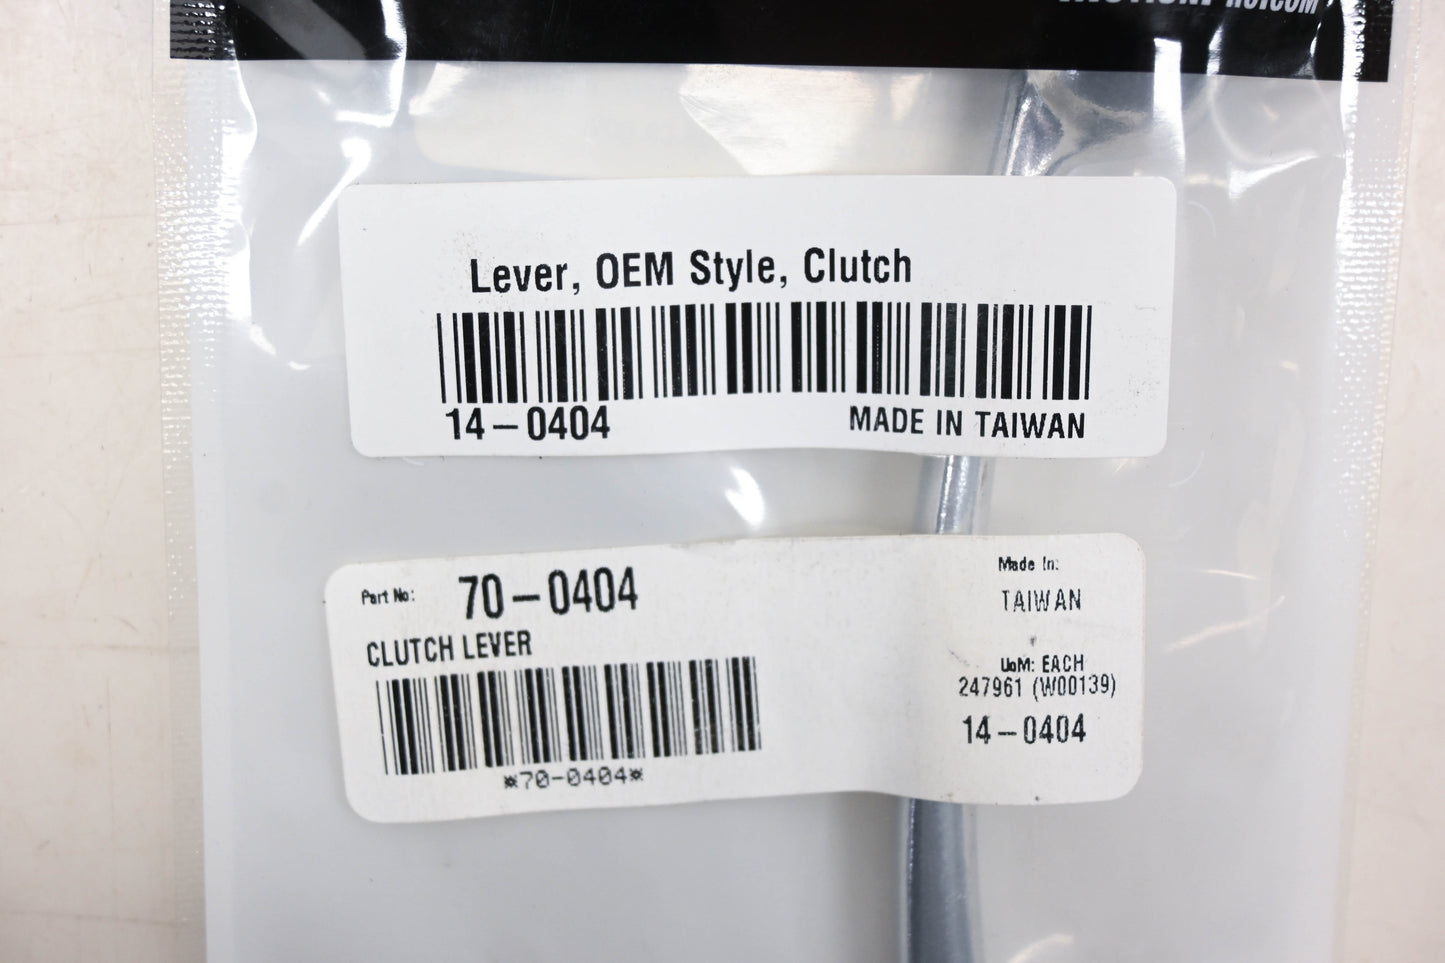 Lever, OEM Style, Clutch
14-0404
MADE IN TAIWAN
Part No: 70-0404
CLUTCH LEVER
*70-0404*
Made In:
TAIWAN
UoM: EACH
247961 (W00139)
14-0404